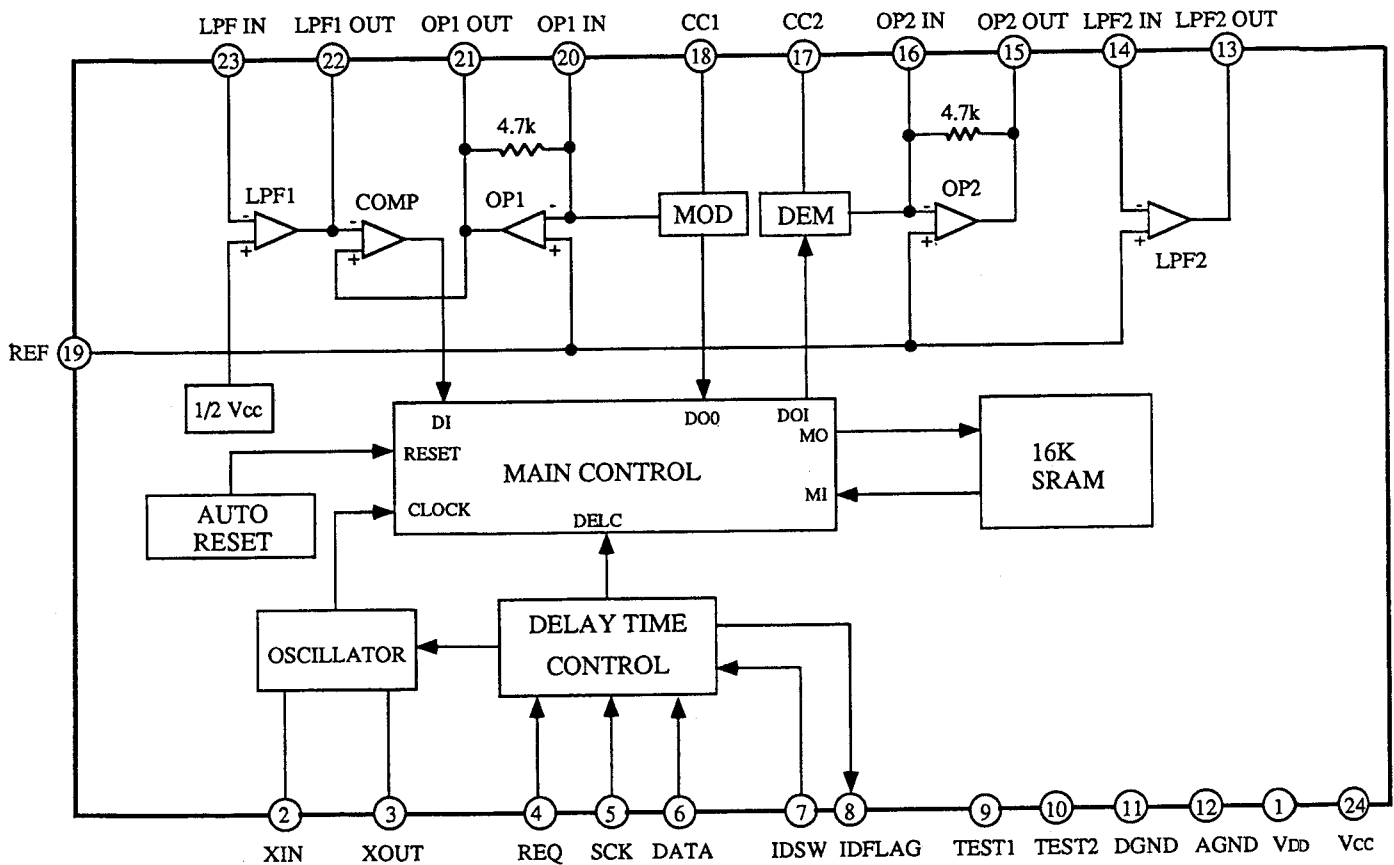 LPF IN LPF1 OUT OP1 OUT OP1 IN CC1 CC2 OP2 IN OP2 OUT LPF2 IN LPF2 OUT
23 22 21 20 18 17 16 15 14 13
4.7k 4.7k
LPF1 COMP OP1 MOD DEM OP2 LPF2
- + - + - + - + - +
REF 19
1/2 Vcc
DI DO0 DOI
MO
RESET
MAIN CONTROL
MI
CLOCK
DELC
16K
SRAM
AUTO
RESET
OSCILLATOR
DELAY TIME
CONTROL
2 3 4 5 6 7 8 9 10 11 12 1 24
XIN XOUT REQ SCK DATA IDSW IDFLAG TEST1 TEST2 DGND AGND VDD Vcc